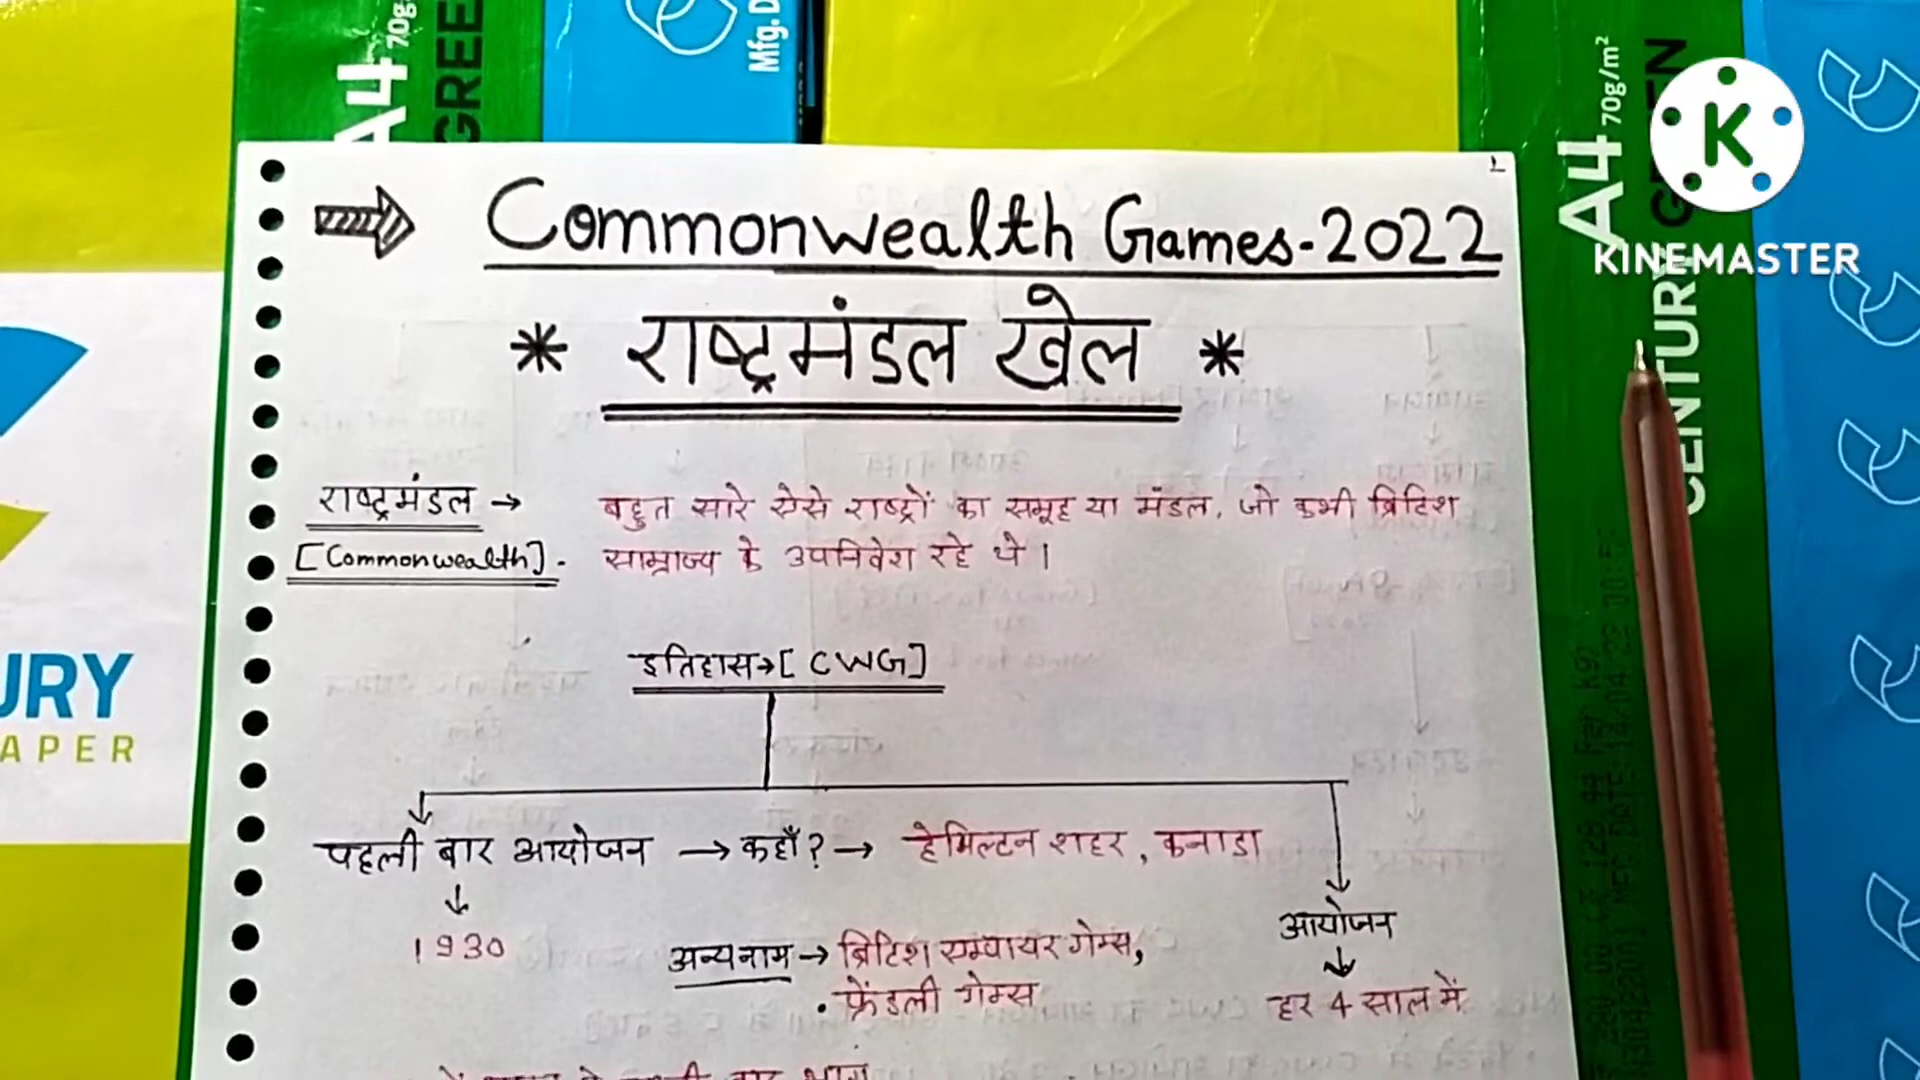 A4 70g
GREE
Mfg. D
A4 70g/m²
GREEN
CENTURY
K
KINEMASTER
1
Commonwealth Games-2022
* राष्ट्रमंडल खेल *
राष्ट्रमंडल → बहुत सारे ऐसे राष्ट्रों का समूह या मंडल, जो कभी ब्रिटिश
[Commonwealth]. साम्राज्य के उपनिवेश रहे थे।
इतिहास→[CWG]
पहली बार आयोजन → कहाँ? → हेमिल्टन शहर, कनाडा
1930
आयोजन
अन्यनाम → ब्रिटिश एम्पायर गेम्स,
• फ्रेंडली गेम्स
हर 4 साल में
URY
APER